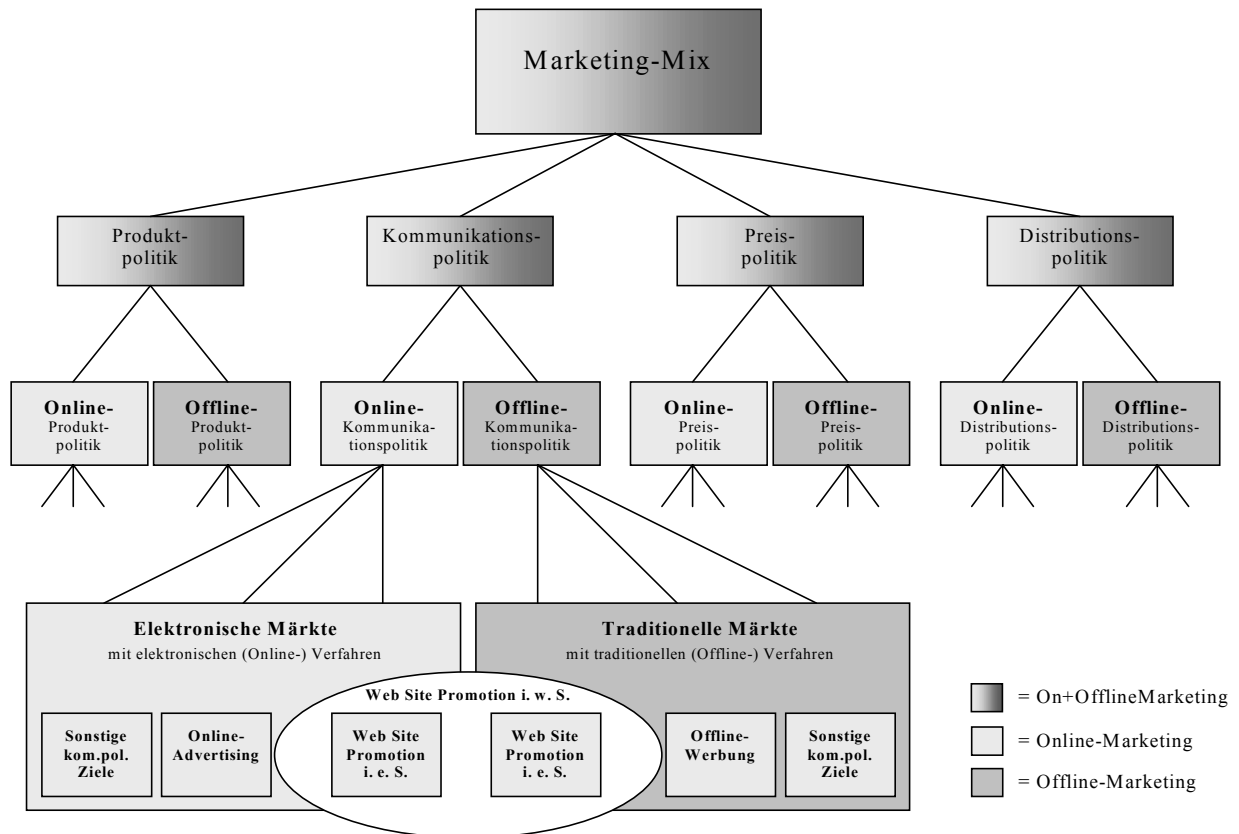 Marketing-Mix
Produkt-
politik
Kommunikations-
politik
Preis-
politik
Distributions-
politik
Online-
Produkt-
politik
Offline-
Produkt-
politik
Online-
Kommunika-
tionspolitik
Offline-
Kommunika-
tionspolitik
Online-
Preis-
politik
Offline-
Preis-
politik
Online-
Distributions-
politik
Offline-
Distributions-
politik
Elektronische Märkte
mit elektronischen (Online-) Verfahren
Traditionelle Märkte
mit traditionellen (Offline-) Verfahren
Web Site Promotion i. w. S.
Sonstige
kom.pol.
Ziele
Online-
Advertising
Web Site
Promotion
i. e. S.
Web Site
Promotion
i. e. S.
Offline-
Werbung
Sonstige
kom.pol.
Ziele
= On+OfflineMarketing
= Online-Marketing
= Offline-Marketing